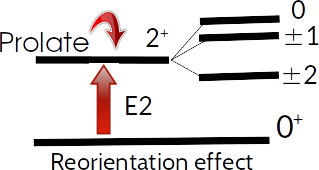 0
Prolate 2⁺ ±1
±2
E2
0⁺
Reorientation effect